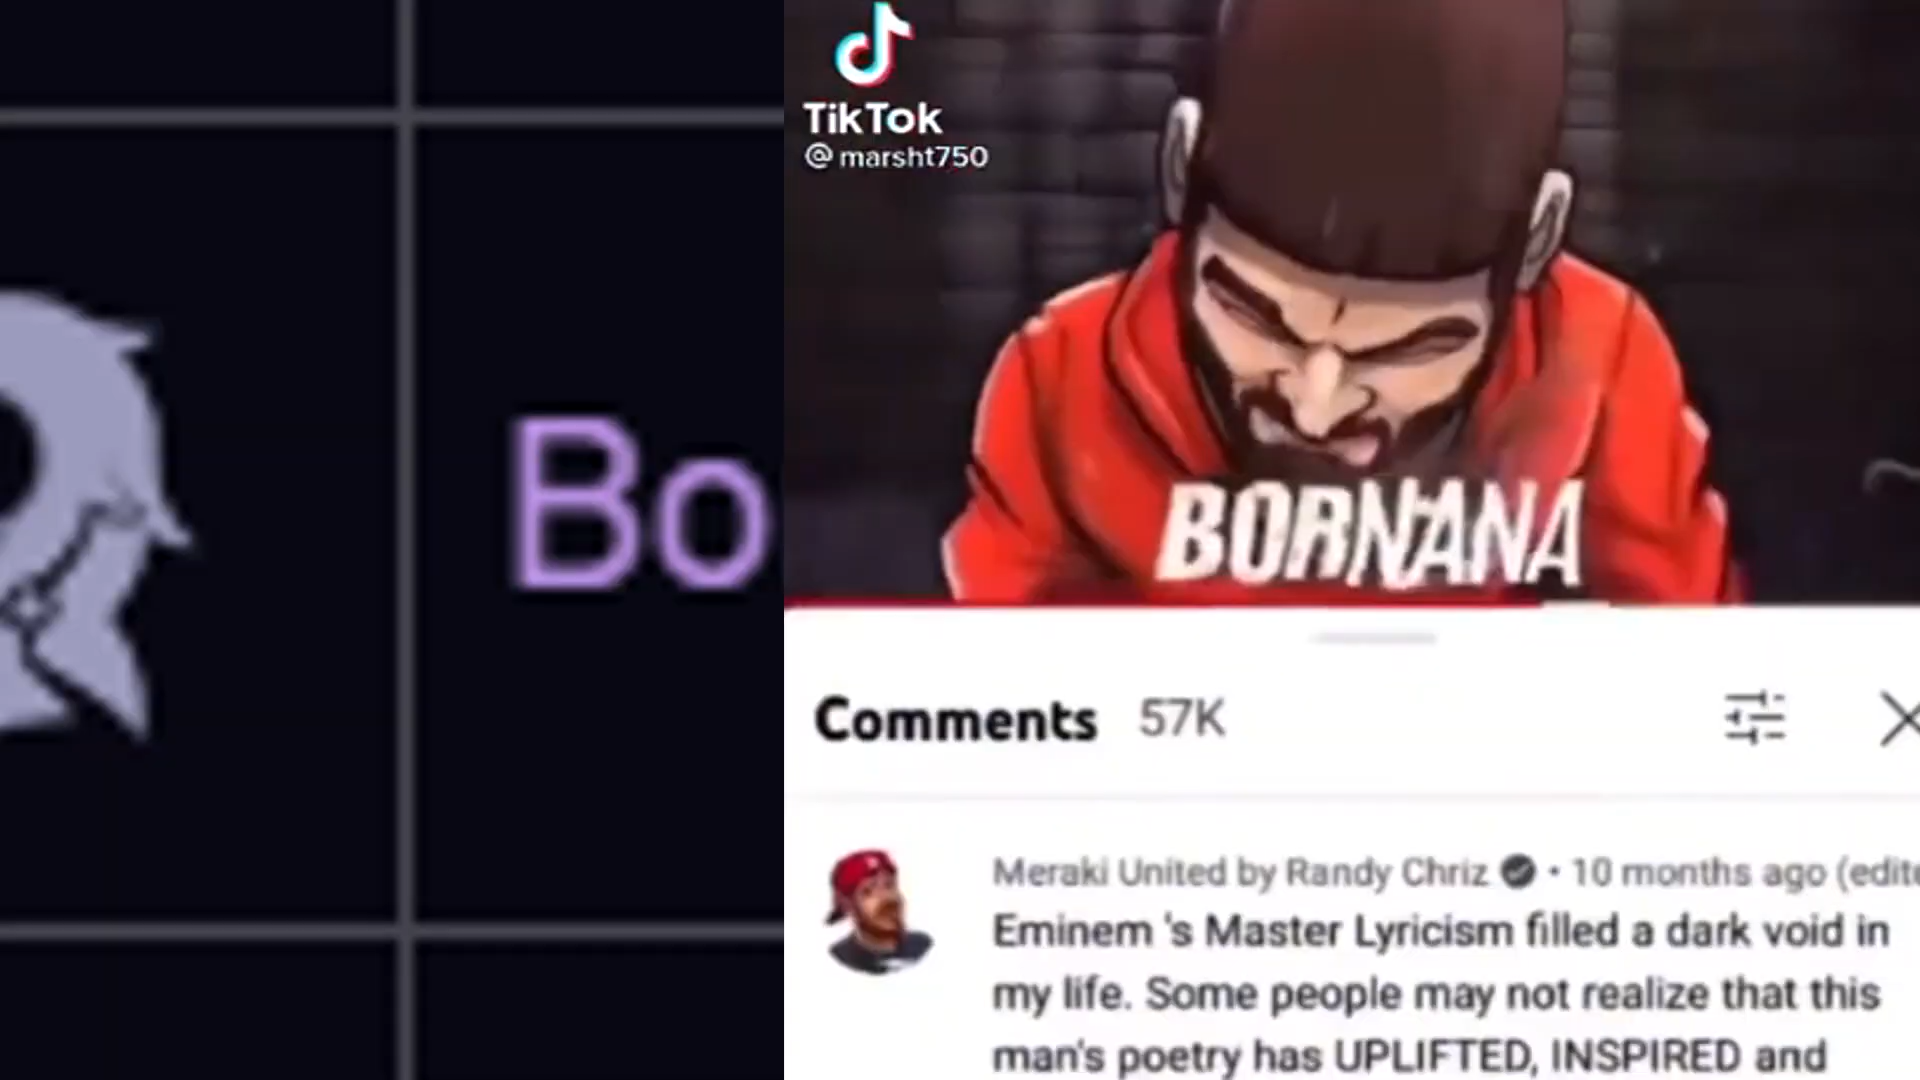 Bo
TikTok
@marsht750
BORNANA
Comments 57K
Meraki United by Randy Chriz • 10 months ago (edite
Eminem 's Master Lyricism filled a dark void in
my life. Some people may not realize that this
man's poetry has UPLIFTED, INSPIRED and